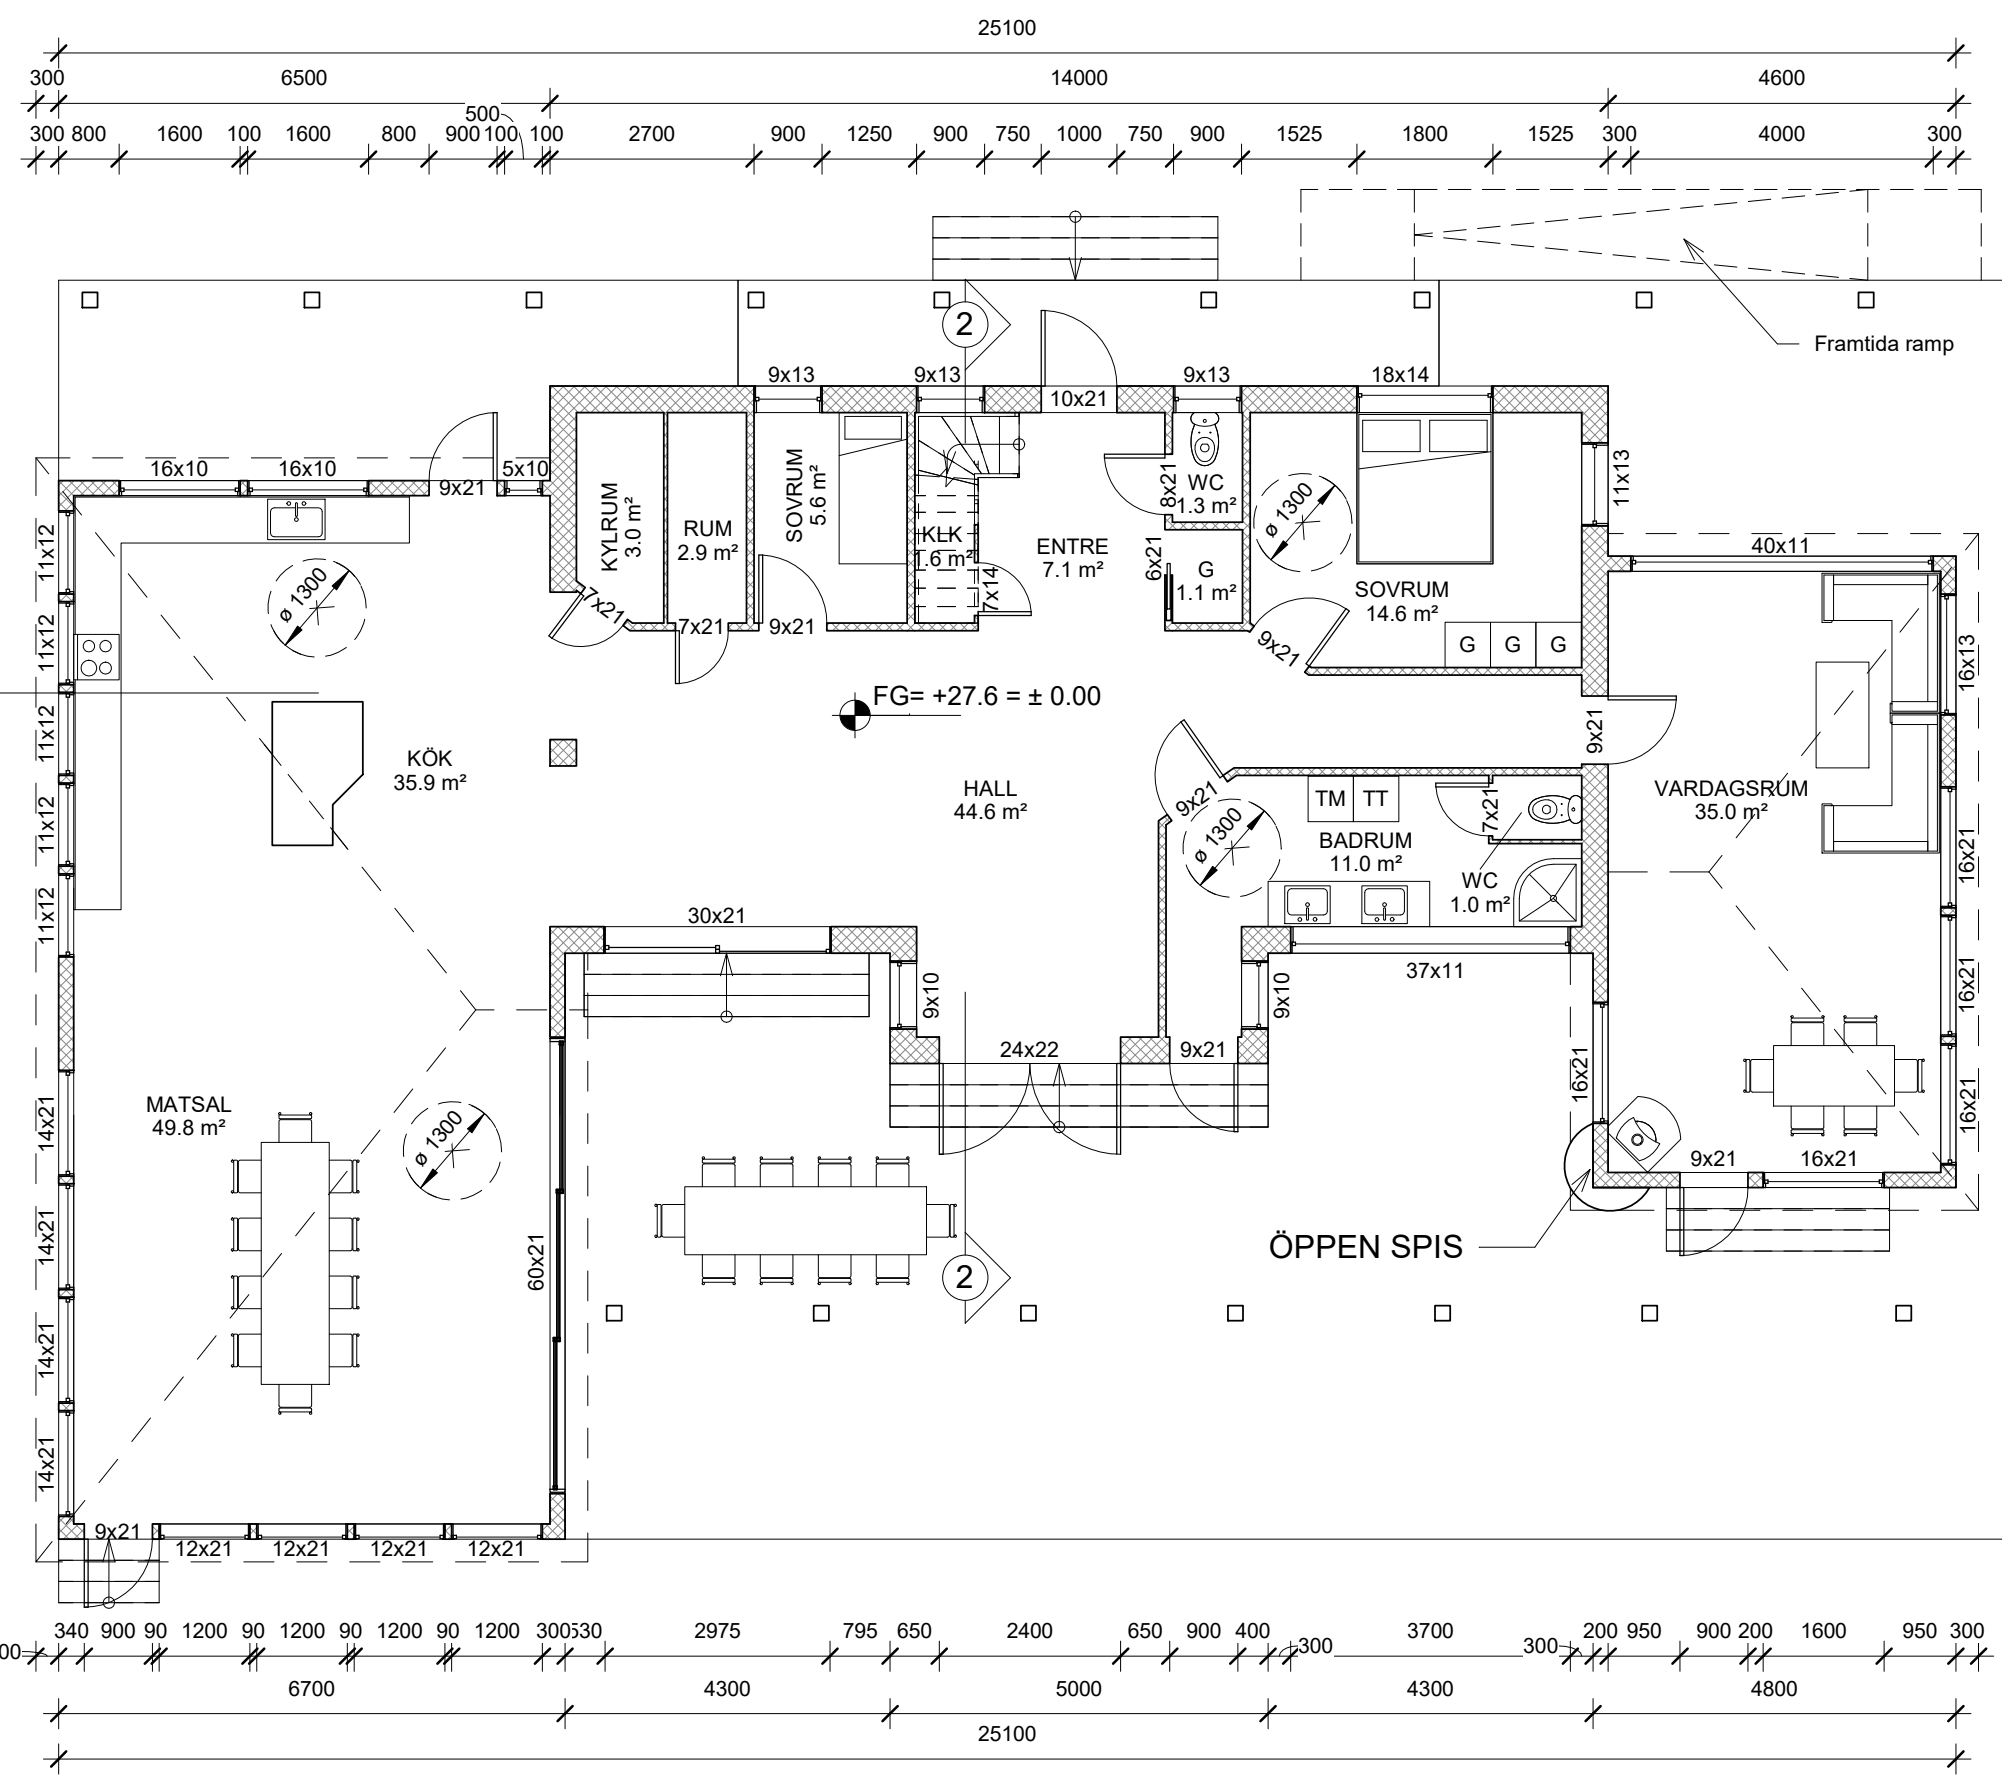 25100
300 6500 14000 4600
500
300 800 1600 100 1600 800 900 100 100 2700 900 1250 900 750 1000 750 900 1525 1800 1525 300 4000 300
2
Framtida ramp
9x13 9x13 9x13 18x14
10x21
16x10 16x10 5x10
9x21
11x13
8x21
WC
1.3 m²
ø 1300
KYLRUM
3.0 m²
RUM
2.9 m²
SOVRUM
5.6 m²
KLK
ENTRE
7.1 m²
6x21
G
1.1 m²
7x14
SOVRUM
14.6 m²
40x11
11x12
11x12
11x12
11x12
11x12
ø 1300
7x21
7x21
9x21
9x21
G G G
16x13
FG= +27.6 = ± 0.00
9x21
KÖK
35.9 m²
HALL
44.6 m²
9x21
ø 1300
TM TT
7x21
BADRUM
11.0 m²
WC
1.0 m²
VARDAGSRUM
35.0 m²
16x21
16x21
16x21
30x21
9x10
9x10
37x11
24x22
9x21
16x21
MATSAL
49.8 m²
ø 1300
14x21
14x21
14x21
14x21
60x21
9x21 16x21
ÖPPEN SPIS
2
9x21
12x21 12x21 12x21 12x21
340 900 90 1200 90 1200 90 1200 90 1200 300 530 2975 795 650 2400 650 900 400 300 3700 300 200 950 900 200 1600 950 300
6700 4300 5000 4300 4800
25100